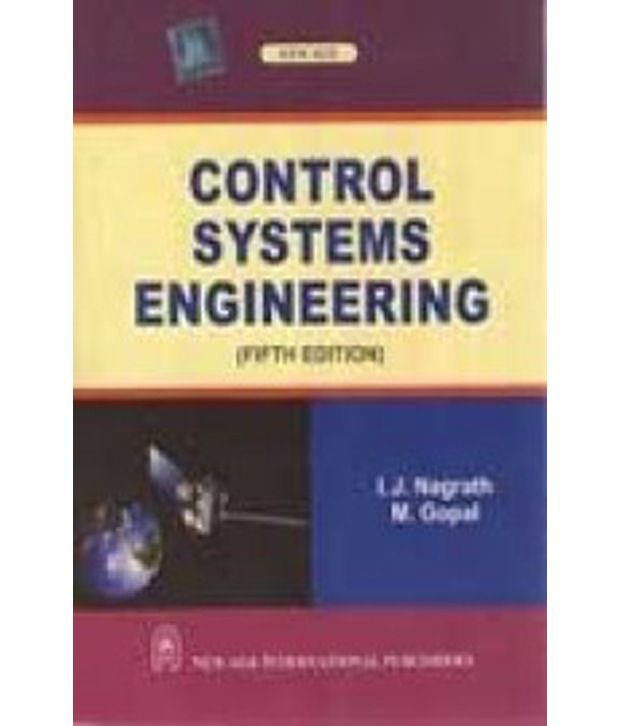 CONTROL
SYSTEMS
ENGINEERING
(FIFTH EDITION)
I.J. Nagrath
M. Gopal
NEW AGE INTERNATIONAL PUBLISHERS